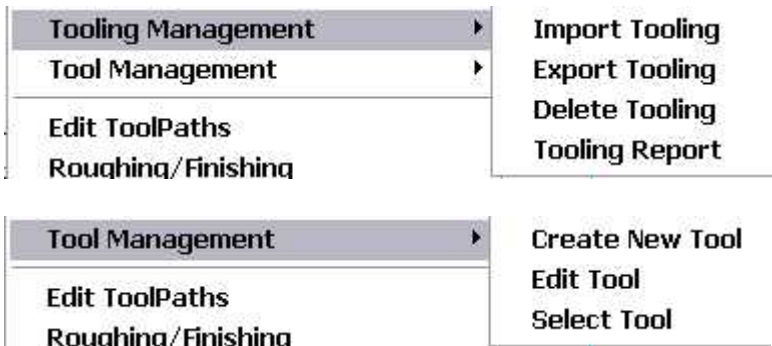 Tooling Management
Tool Management
Edit ToolPaths
Roughing/Finishing
Import Tooling
Export Tooling
Delete Tooling
Tooling Report
Tool Management
Edit ToolPaths
Roughing/Finishing
Create New Tool
Edit Tool
Select Tool